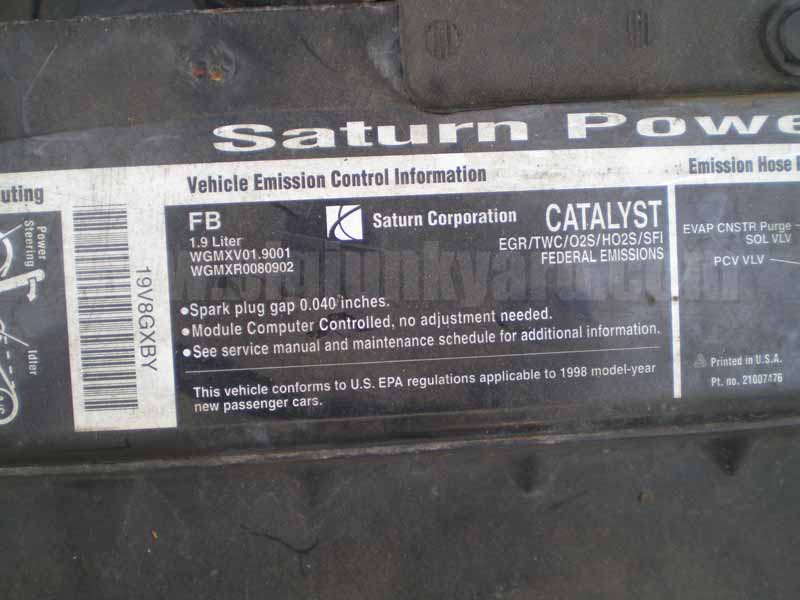 Saturn Powe
uting
Vehicle Emission Control Information
Emission Hose
Power
Steering
Idler
19V8GXBY
FB
1.9 Liter
WGMXV01.9001
WGMXR0080902
Saturn Corporation
CATALYST
EGR/TWC/O2S/HO2S/SFI
FEDERAL EMISSIONS
•Spark plug gap 0.040 inches.
•Module Computer Controlled, no adjustment needed.
•See service manual and maintenance schedule for additional information.
This vehicle conforms to U.S. EPA regulations applicable to 1998 model-year
new passenger cars.
EVAP CNSTR Purge
SOL VLV
PCV VLV
Printed in U.S.A.
Pt. no. 21007476